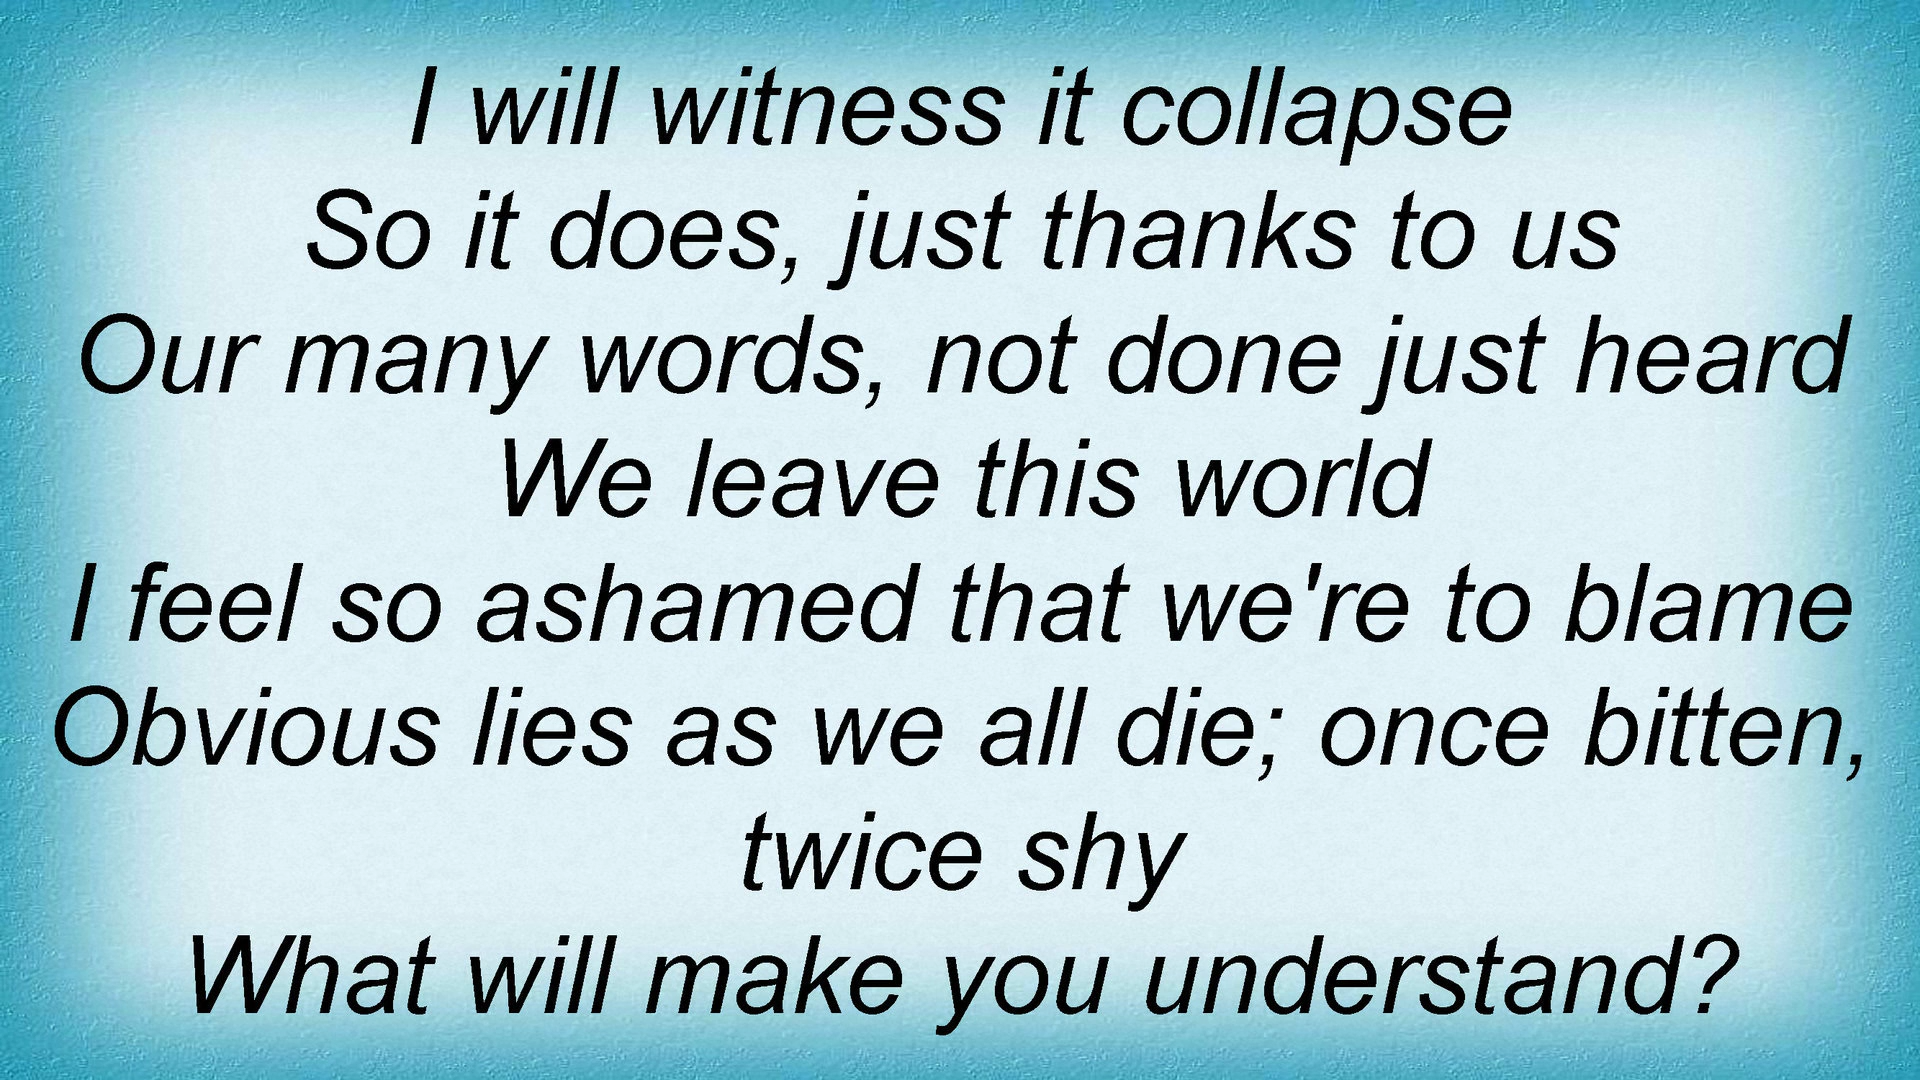 I will witness it collapse
So it does, just thanks to us
Our many words, not done just heard
We leave this world
I feel so ashamed that we're to blame
Obvious lies as we all die; once bitten,
twice shy
What will make you understand?